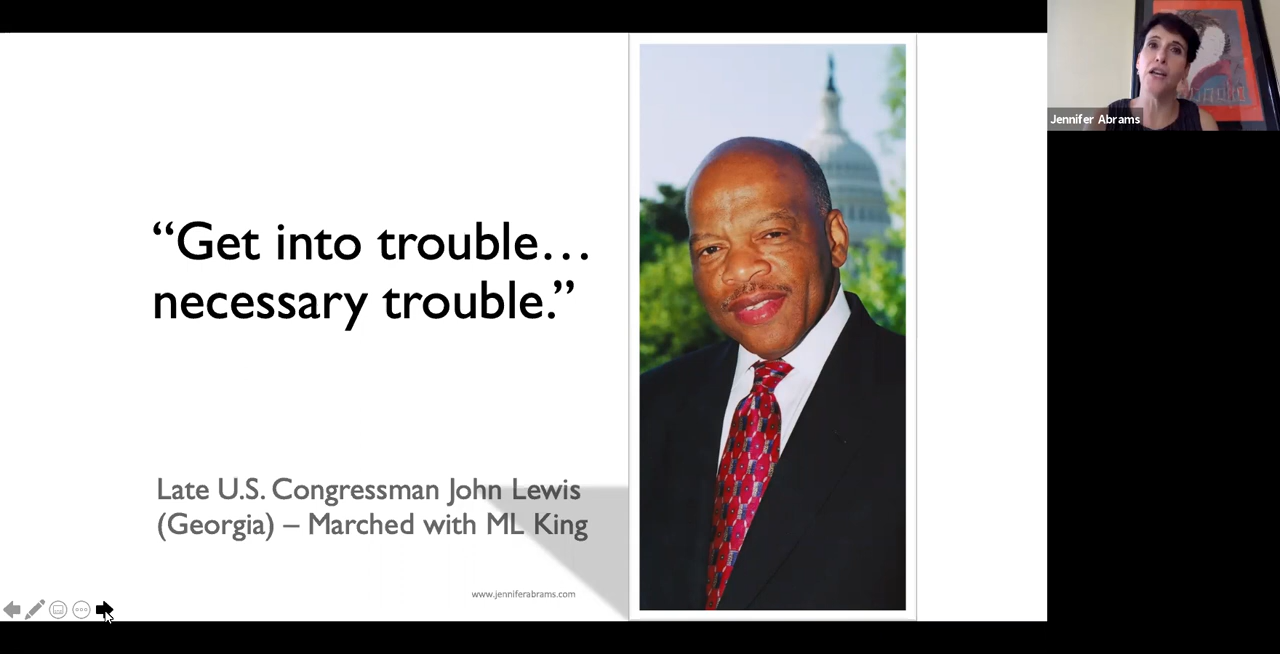 “Get into trouble…
necessary trouble.”
Late U.S. Congressman John Lewis
(Georgia) – Marched with ML King
www.jenniferabrams.com
Jennifer Abrams